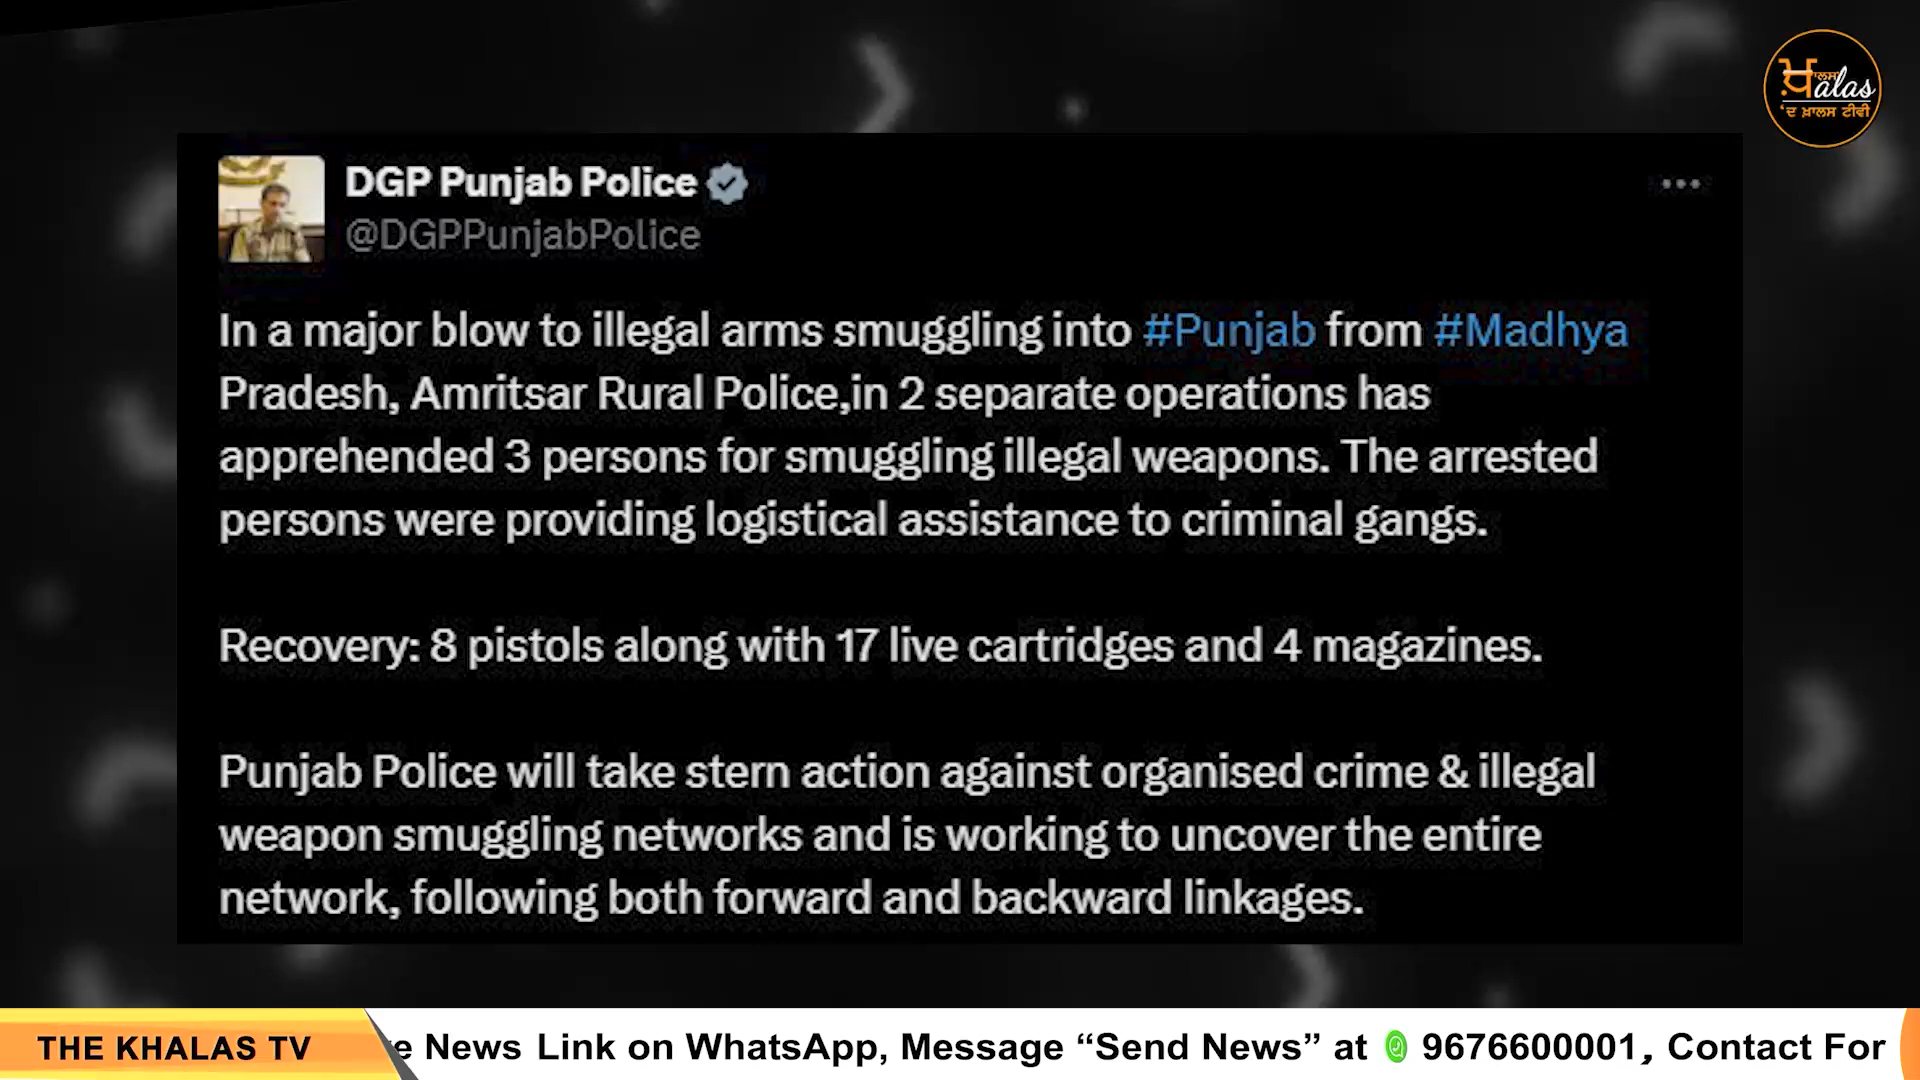 ਖ਼ਾਲਸ
Khalas
'ਦ ਖ਼ਾਲਸ ਟੀਵੀ
DGP Punjab Police
@DGPPunjabPolice
In a major blow to illegal arms smuggling into #Punjab from #Madhya
Pradesh, Amritsar Rural Police,in 2 separate operations has
apprehended 3 persons for smuggling illegal weapons. The arrested
persons were providing logistical assistance to criminal gangs.
Recovery: 8 pistols along with 17 live cartridges and 4 magazines.
Punjab Police will take stern action against organised crime & illegal
weapon smuggling networks and is working to uncover the entire
network, following both forward and backward linkages.
THE KHALAS TV
e News Link on WhatsApp, Message “Send News” at 9676600001, Contact For